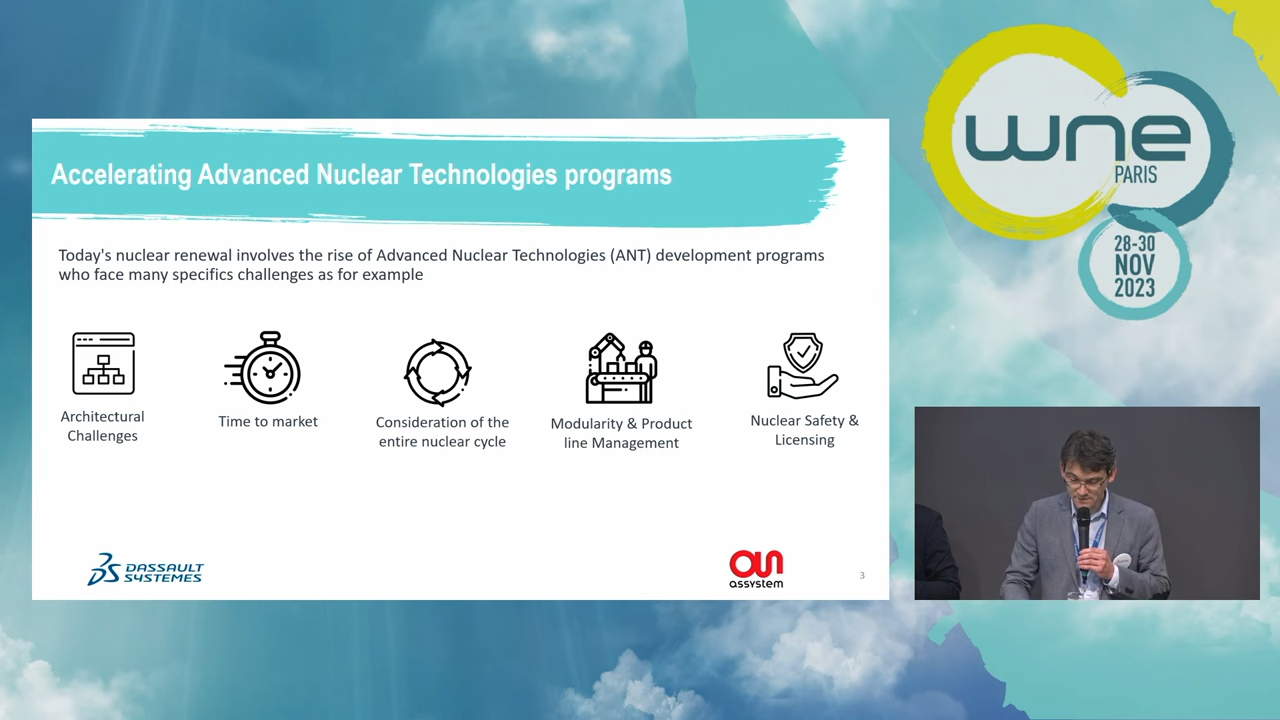 Accelerating Advanced Nuclear Technologies programs
Today's nuclear renewal involves the rise of Advanced Nuclear Technologies (ANT) development programs
who face many specifics challenges as for example
Architectural
Challenges
Time to market
Consideration of the
entire nuclear cycle
Modularity & Product
line Management
Nuclear Safety &
Licensing
DASSAULT
SYSTEMES
assystem
3
wne
PARIS
28-30
NOV
2023